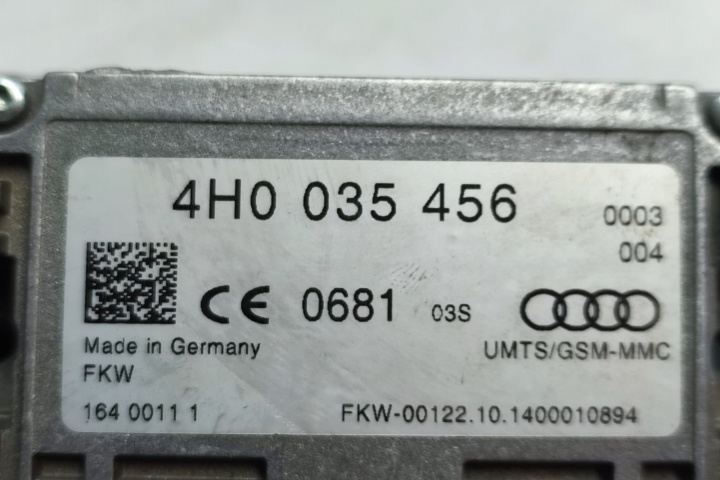 4H0 035 456 0003
004
CE 0681 03S
Made in Germany UMTS/GSM-MMC
FKW
164 0011 1 FKW-00122.10.1400010894